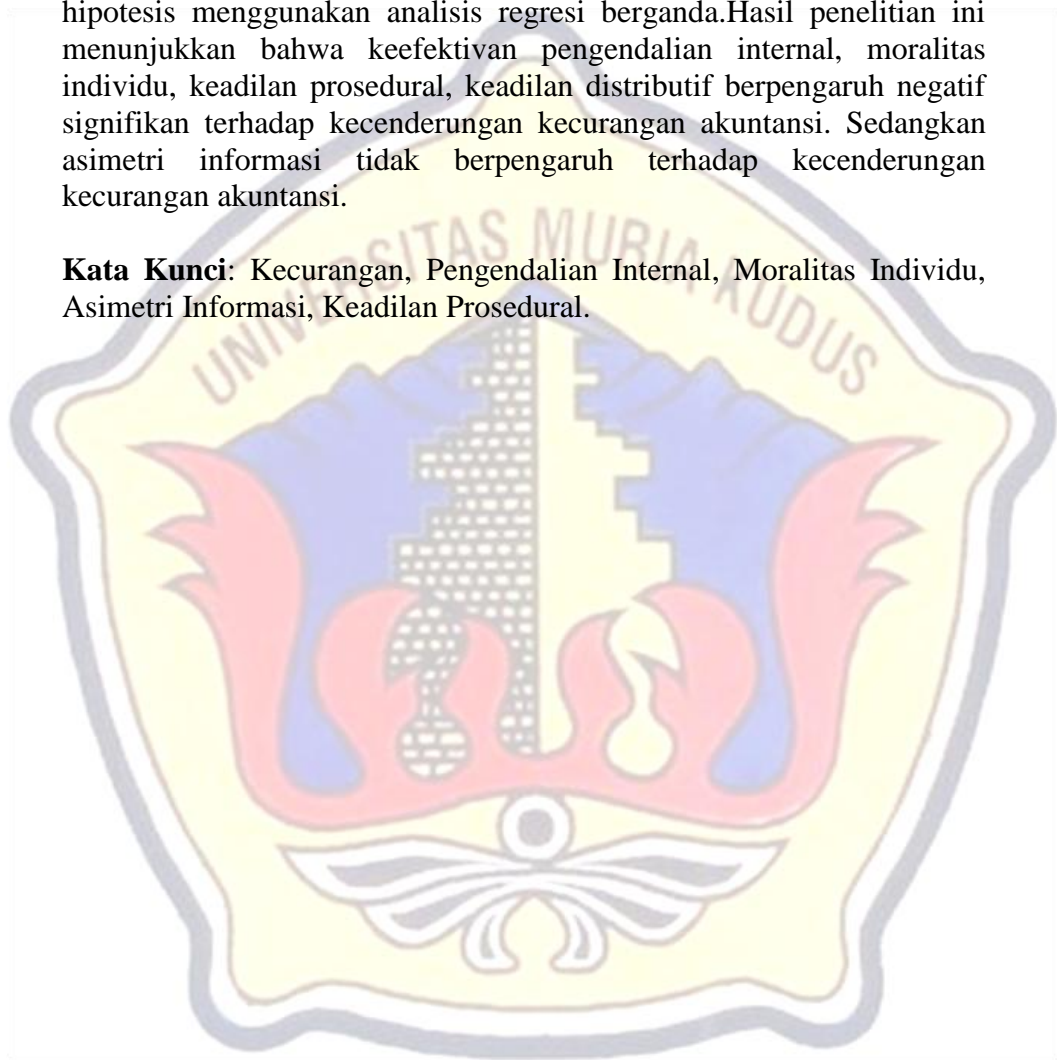 hipotesis menggunakan analisis regresi berganda.Hasil penelitian ini
menunjukkan bahwa keefektivan pengendalian internal, moralitas
individu, keadilan prosedural, keadilan distributif berpengaruh negatif
signifikan terhadap kecenderungan kecurangan akuntansi. Sedangkan
asimetri informasi tidak berpengaruh terhadap kecenderungan
kecurangan akuntansi.
Kata Kunci: Kecurangan, Pengendalian Internal, Moralitas Individu,
Asimetri Informasi, Keadilan Prosedural.
UNIVERSITAS MURIA KUDUS